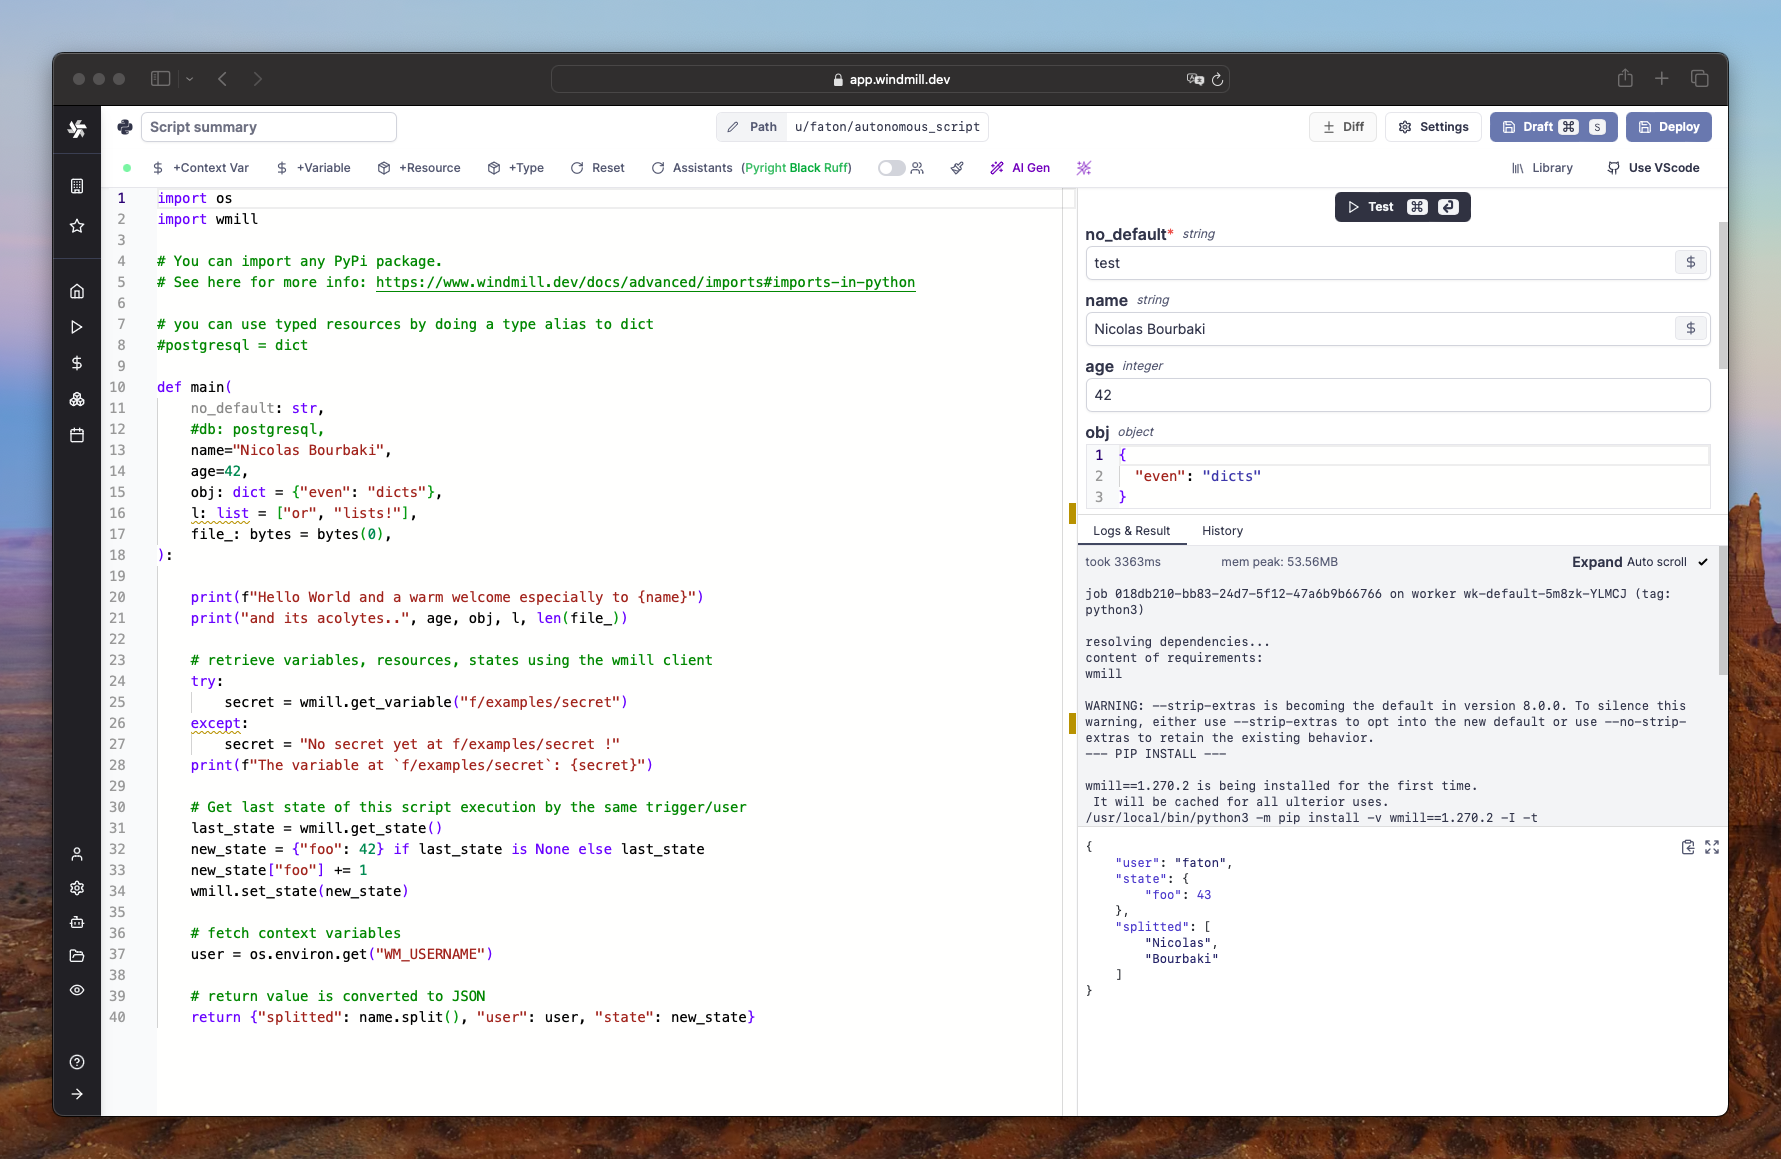 app.windmill.dev
Script summary
Path u/faton/autonomous_script
Diff Settings Draft ⌘ S Deploy
+Context Var +Variable +Resource +Type Reset Assistants (Pyright Black Ruff) AI Gen Library Use VScode
1 import os
2 import wmill
3
4 # You can import any PyPi package.
5 # See here for more info: https://www.windmill.dev/docs/advanced/imports#imports-in-python
6
7 # you can use typed resources by doing a type alias to dict
8 #postgresql = dict
9
10 def main(
11     no_default: str,
12     #db: postgresql,
13     name="Nicolas Bourbaki",
14     age=42,
15     obj: dict = {"even": "dicts"},
16     l: list = ["or", "lists!"],
17     file_: bytes = bytes(0),
18 ):
19
20     print(f"Hello World and a warm welcome especially to {name}")
21     print("and its acolytes..", age, obj, l, len(file_))
22
23     # retrieve variables, resources, states using the wmill client
24     try:
25         secret = wmill.get_variable("f/examples/secret")
26     except:
27         secret = "No secret yet at f/examples/secret !"
28     print(f"The variable at `f/examples/secret`: {secret}")
29
30     # Get last state of this script execution by the same trigger/user
31     last_state = wmill.get_state()
32     new_state = {"foo": 42} if last_state is None else last_state
33     new_state["foo"] += 1
34     wmill.set_state(new_state)
35
36     # fetch context variables
37     user = os.environ.get("WM_USERNAME")
38
39     # return value is converted to JSON
40     return {"splitted": name.split(), "user": user, "state": new_state}
Test ⌘
no_default* string
test $
name string
Nicolas Bourbaki $
age integer
42
obj object
1 {
2   "even": "dicts"
3 }
Logs & Result History
took 3363ms mem peak: 53.56MB Expand Auto scroll
job 018db210-bb83-24d7-5f12-47a6b9b66766 on worker wk-default-5m8zk-YLMCJ (tag:
python3)
resolving dependencies...
content of requirements:
wmill
WARNING: --strip-extras is becoming the default in version 8.0.0. To silence this
warning, either use --strip-extras to opt into the new default or use --no-strip-
extras to retain the existing behavior.
--- PIP INSTALL ---
wmill==1.270.2 is being installed for the first time.
 It will be cached for all ulterior uses.
/usr/local/bin/python3 -m pip install -v wmill==1.270.2 -I -t
{
    "user": "faton",
    "state": {
        "foo": 43
    },
    "splitted": [
        "Nicolas",
        "Bourbaki"
    ]
}